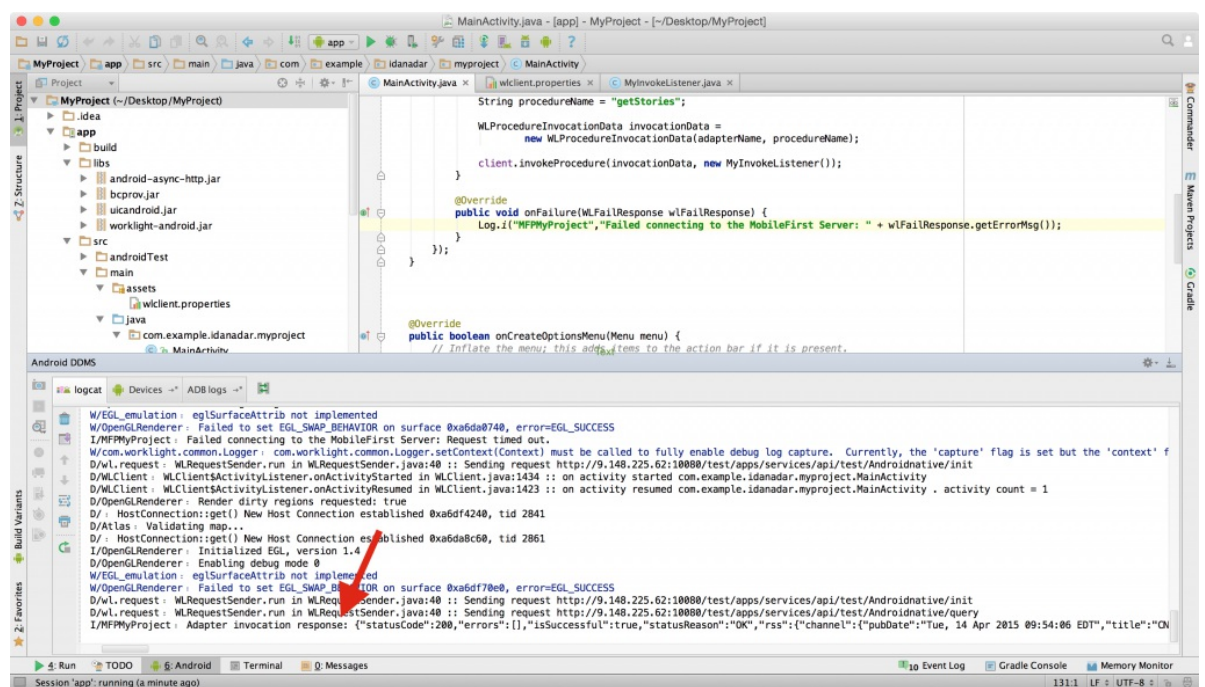 MainActivity.java - [app] - MyProject - [~/Desktop/MyProject]
app
?
MyProject app src main java com example idanadar myproject MainActivity
Project
MainActivity.java × wlclient.properties × MyInvokeListener.java ×
1: Project
Z: Structure
Build Variants
2: Favorites
Commander
Maven Projects
Gradle
MyProject (~/Desktop/MyProject)
.idea
app
build
libs
android-async-http.jar
bcprov.jar
uicandroid.jar
worklight-android.jar
src
androidTest
main
assets
wlclient.properties
java
com.example.idanadar.myproject
MainActivity
String procedureName = "getStories";
WLProcedureInvocationData invocationData =
new WLProcedureInvocationData(adapterName, procedureName);
client.invokeProcedure(invocationData, new MyInvokeListener());
}
@Override
public void onFailure(WLFailResponse wlFailResponse) {
Log.i("MFPMyProject","Failed connecting to the MobileFirst Server: " + wlFailResponse.getErrorMsg());
}
});
}
@Override
public boolean onCreateOptionsMenu(Menu menu) {
// Inflate the menu; this adds items to the action bar if it is present.
Text
Android DDMS
logcat Devices ADB logs
W/EGL_emulation﹕ eglSurfaceAttrib not implemented
W/OpenGLRenderer﹕ Failed to set EGL_SWAP_BEHAVIOR on surface 0xa6da0740, error=EGL_SUCCESS
I/MFPMyProject﹕ Failed connecting to the MobileFirst Server: Request timed out.
W/com.worklight.common.Logger﹕ com.worklight.common.Logger.setContext(Context) must be called to fully enable debug log capture. Currently, the 'capture' flag is set but the 'context' f
D/wl.request﹕ WLRequestSender.run in WLRequestSender.java:40 :: Sending request http://9.148.225.62:10080/test/apps/services/api/test/Androidnative/init
D/WLClient﹕ WLClient$ActivityListener.onActivityStarted in WLClient.java:1434 :: on activity started com.example.idanadar.myproject.MainActivity
D/WLClient﹕ WLClient$ActivityListener.onActivityResumed in WLClient.java:1423 :: on activity resumed com.example.idanadar.myproject.MainActivity . activity count = 1
D/OpenGLRenderer﹕ Render dirty regions requested: true
D/﹕ HostConnection::get() New Host Connection established 0xa6df4240, tid 2841
D/Atlas﹕ Validating map...
D/﹕ HostConnection::get() New Host Connection established 0xa6da8c60, tid 2861
I/OpenGLRenderer﹕ Initialized EGL, version 1.4
D/OpenGLRenderer﹕ Enabling debug mode 0
W/EGL_emulation﹕ eglSurfaceAttrib not implemented
W/OpenGLRenderer﹕ Failed to set EGL_SWAP_BEHAVIOR on surface 0xa6df70e0, error=EGL_SUCCESS
D/wl.request﹕ WLRequestSender.run in WLRequestSender.java:40 :: Sending request http://9.148.225.62:10080/test/apps/services/api/test/Androidnative/init
D/wl.request﹕ WLRequestSender.run in WLRequestSender.java:40 :: Sending request http://9.148.225.62:10080/test/apps/services/api/test/Androidnative/query
I/MFPMyProject﹕ Adapter invocation response: {"statusCode":200,"errors":[],"isSuccessful":true,"statusReason":"OK","rss":{"channel":{"pubDate":"Tue, 14 Apr 2015 09:54:06 EDT","title":"CN
4: Run TODO 6: Android Terminal 0: Messages 10 Event Log Gradle Console Memory Monitor
Session 'app': running (a minute ago) 131:1 LF UTF-8